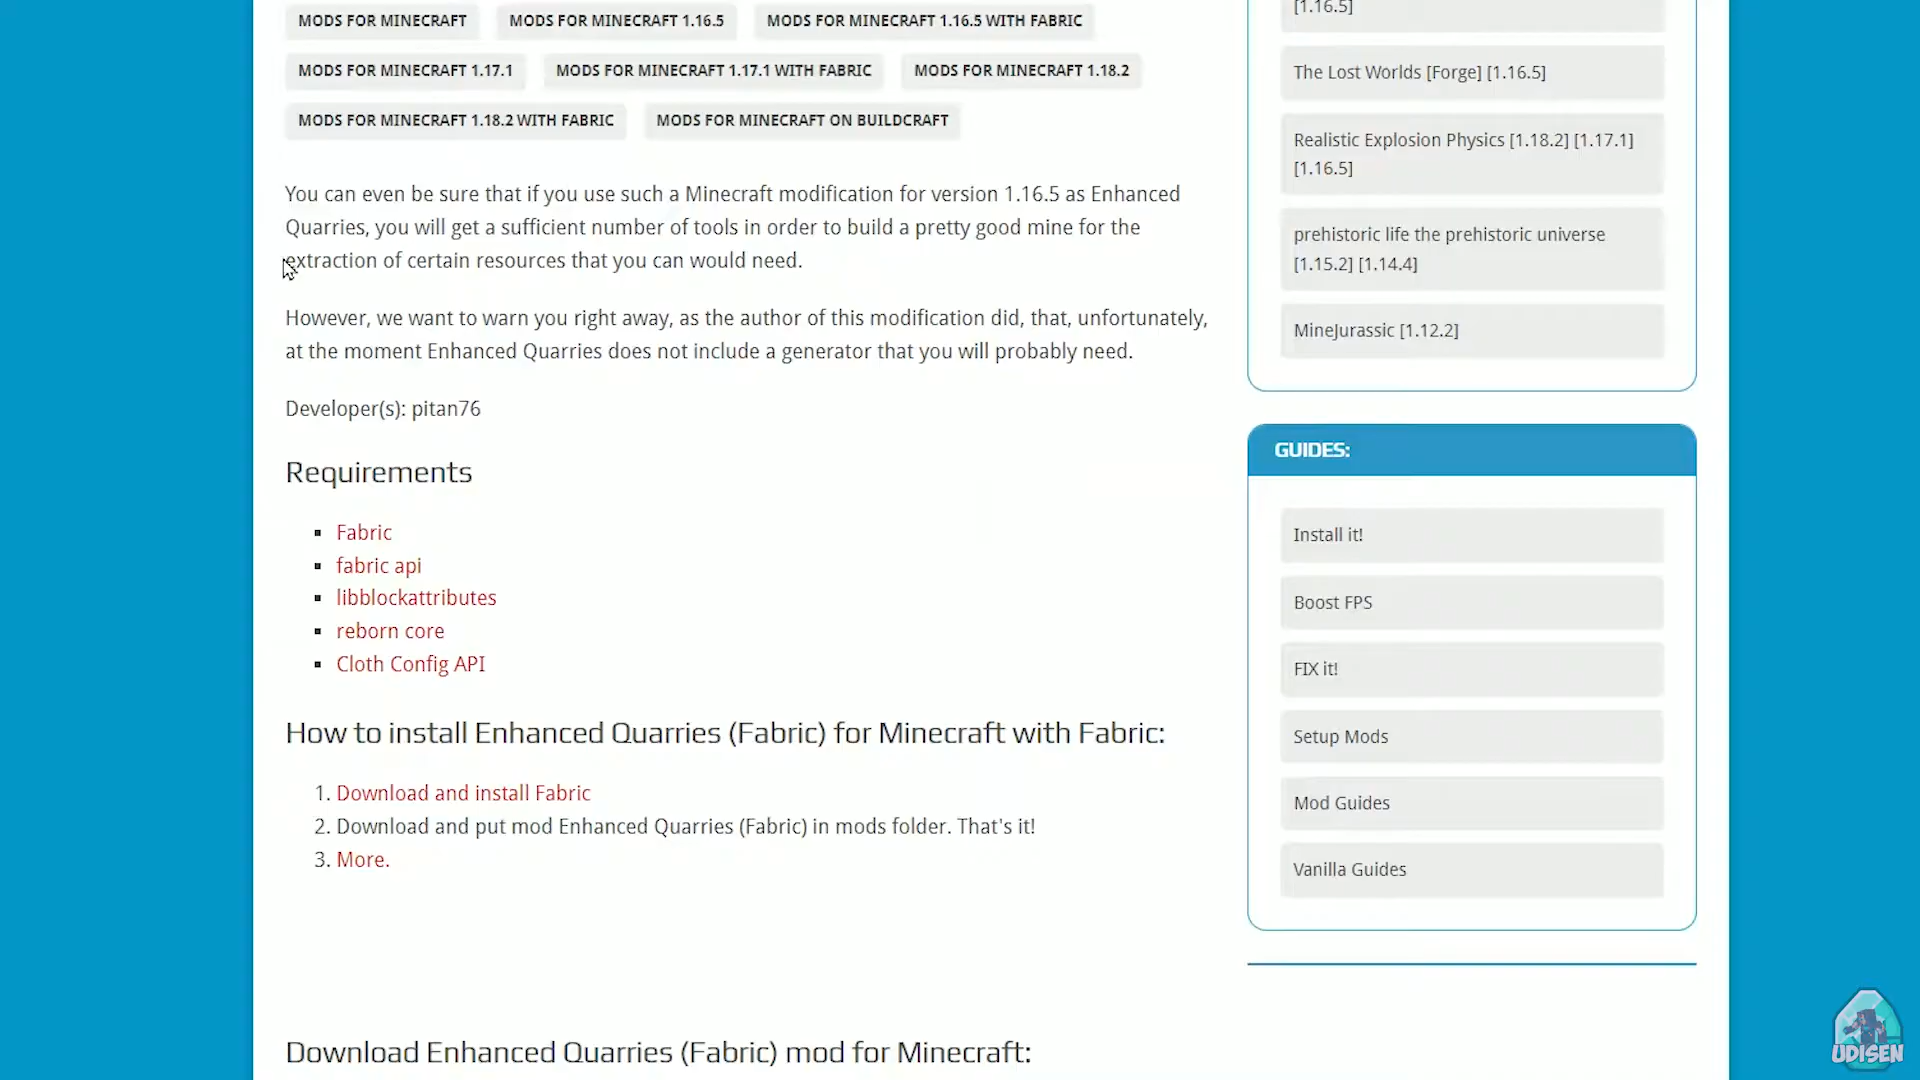 MODS FOR MINECRAFT
MODS FOR MINECRAFT 1.16.5
MODS FOR MINECRAFT 1.16.5 WITH FABRIC
MODS FOR MINECRAFT 1.17.1
MODS FOR MINECRAFT 1.17.1 WITH FABRIC
MODS FOR MINECRAFT 1.18.2
MODS FOR MINECRAFT 1.18.2 WITH FABRIC
MODS FOR MINECRAFT ON BUILDCRAFT
You can even be sure that if you use such a Minecraft modification for version 1.16.5 as Enhanced
Quarries, you will get a sufficient number of tools in order to build a pretty good mine for the
extraction of certain resources that you can would need.
However, we want to warn you right away, as the author of this modification did, that, unfortunately,
at the moment Enhanced Quarries does not include a generator that you will probably need.
Developer(s): pitan76
Requirements
Fabric
fabric api
libblockattributes
reborn core
Cloth Config API
How to install Enhanced Quarries (Fabric) for Minecraft with Fabric:
1. Download and install Fabric
2. Download and put mod Enhanced Quarries (Fabric) in mods folder. That's it!
3. More.
Download Enhanced Quarries (Fabric) mod for Minecraft:
[1.16.5]
The Lost Worlds [Forge] [1.16.5]
Realistic Explosion Physics [1.18.2] [1.17.1]
[1.16.5]
prehistoric life the prehistoric universe
[1.15.2] [1.14.4]
MineJurassic [1.12.2]
GUIDES:
Install it!
Boost FPS
FIX it!
Setup Mods
Mod Guides
Vanilla Guides
UDISEN